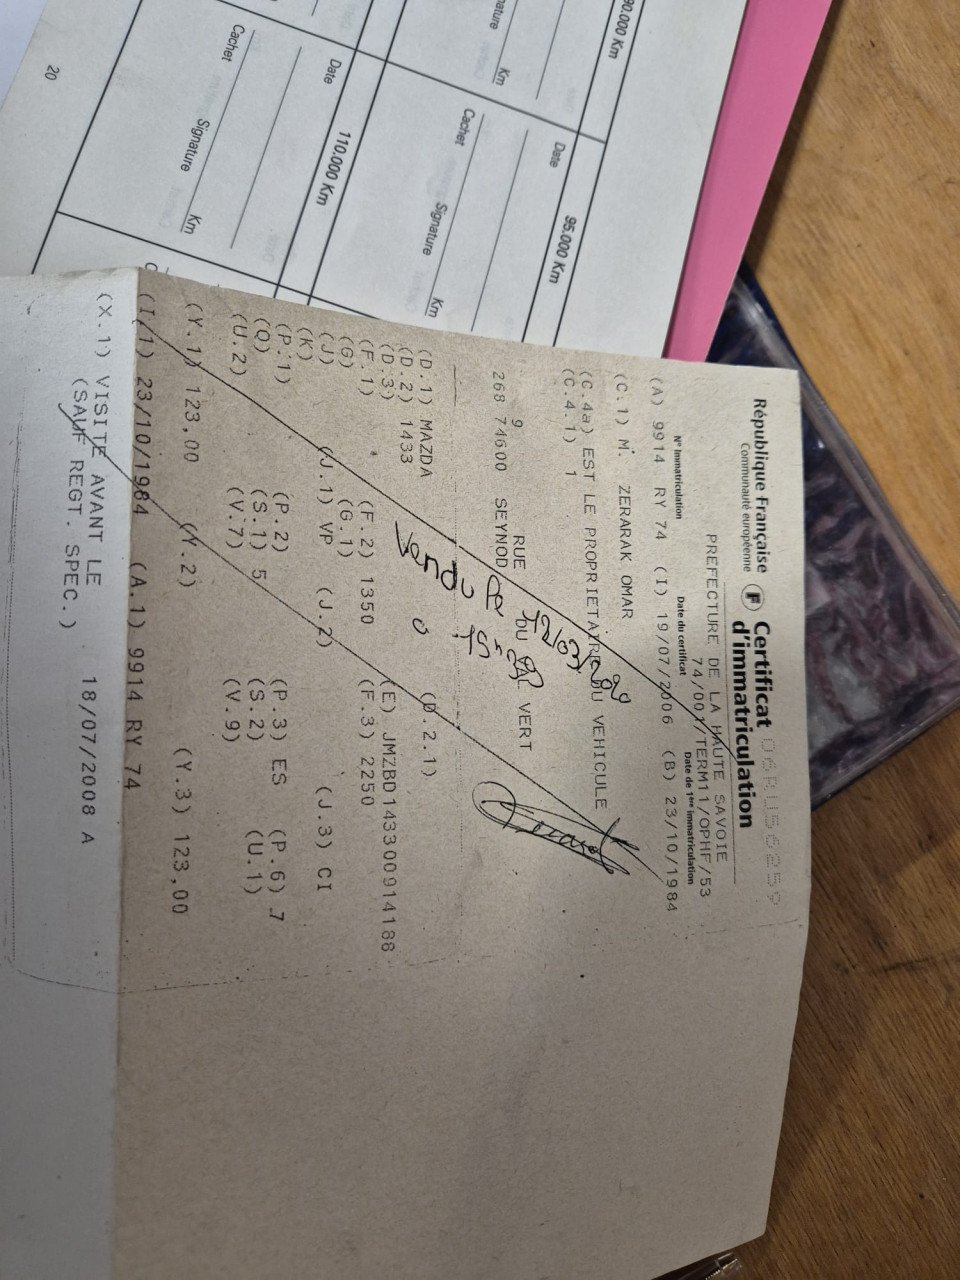 90.000 Km
ature
Km
Cachet
Signature
Km
Date
95.000 Km
Cachet
Signature
Km
Date
110.000 Km
20
République Française
Communauté européenne
F
Certificat
d'immatriculation
PREFECTURE DE LA HAUTE SAVOIE
74/001/TERM11/OPHF/53
N° Immatriculation
Date du certificat
Date de 1ère immatriculation
(A) 9914 RY 74 (I) 19/07/2006 (B) 23/10/1984
(C.1) M. ZERARAK OMAR
(C.4a) EST LE PROPRIETAIRE DU VEHICULE
(C.4.1) 1
9 RUE DU VAL VERT
268 74600 SEYNOD
Vendu le
(D.1) MAZDA
(D.2) 1433 (D.2.1)
(D.3) (E) JMZBD143300914188
(F.1) (F.2) 1350 (F.3) 2250
(G) (G.1)
(J) (J.1) VP (J.2) (J.3) CI
(K)
(P.1) (P.2) (P.3) ES (P.6) 7
(Q) (S.1) 5 (S.2) (U.1)
(U.2) (V.7) (V.9)
(Y.1) 123,00 (Y.2) (Y.3) 123,00
(I/1) 23/10/1984 (A.1) 9914 RY 74
(X.1) VISITE AVANT LE 18/07/2008 A
(SAUF REGT. SPEC.)